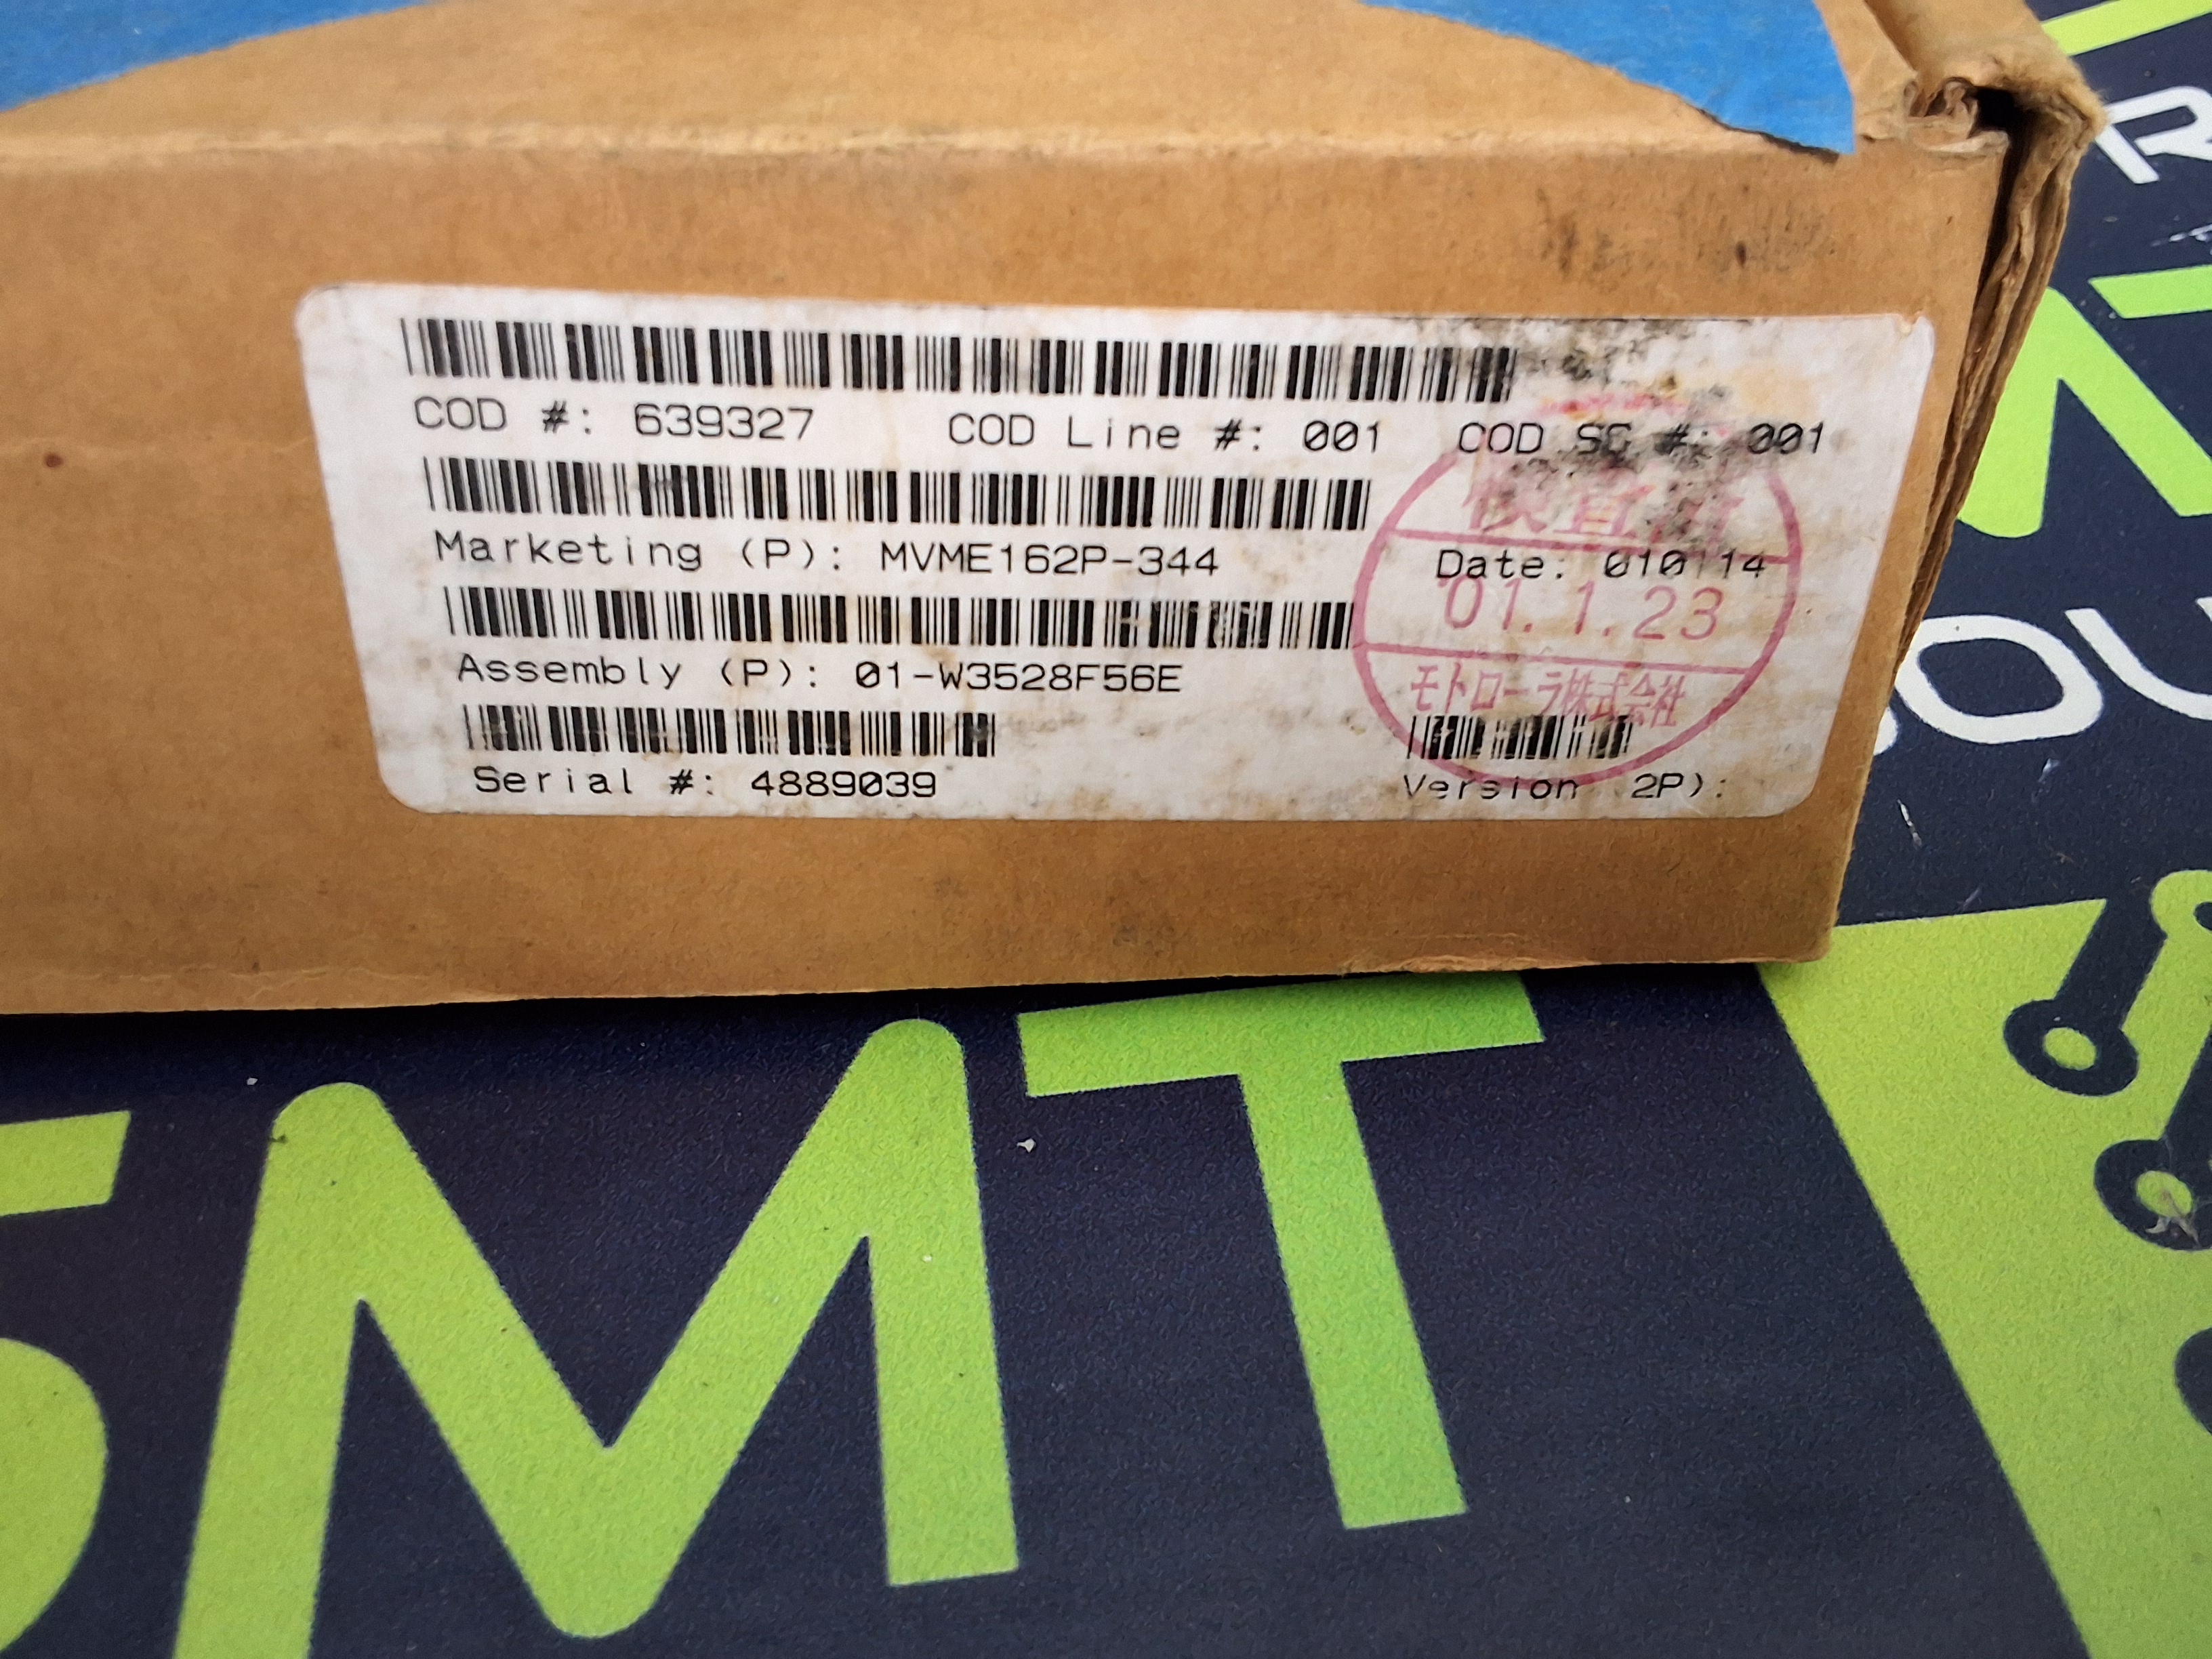 COD #: 639327 COD Line #: 001 COD SC #: 001
Marketing (P): MVME162P-344 Date: 010114
'01.1.23
Assembly (P): 01-W3528F56E
モトローラ株式会社
Serial #: 4889039 Version 2P):
MT